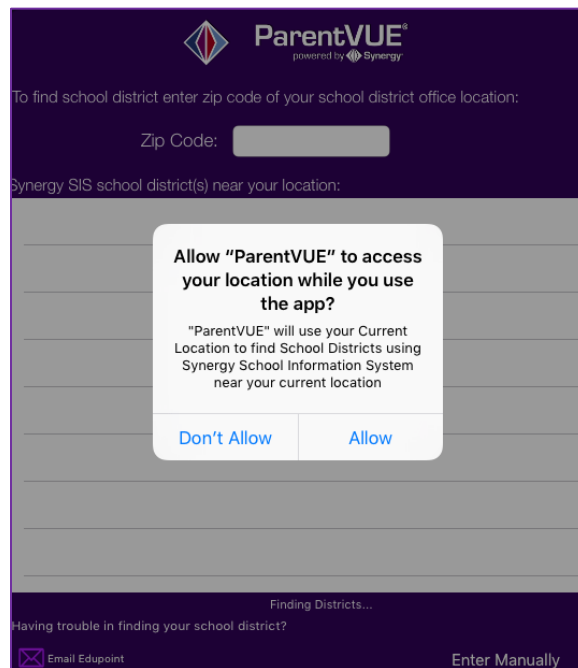 ParentVUE®
powered by Synergy
To find school district enter zip code of your school district office location:
Zip Code:
Synergy SIS school district(s) near your location:
Allow "ParentVUE" to access
your location while you use
the app?
"ParentVUE" will use your Current
Location to find School Districts using
Synergy School Information System
near your current location
Don't Allow
Allow
Finding Districts...
Having trouble in finding your school district?
Email Edupoint
Enter Manually